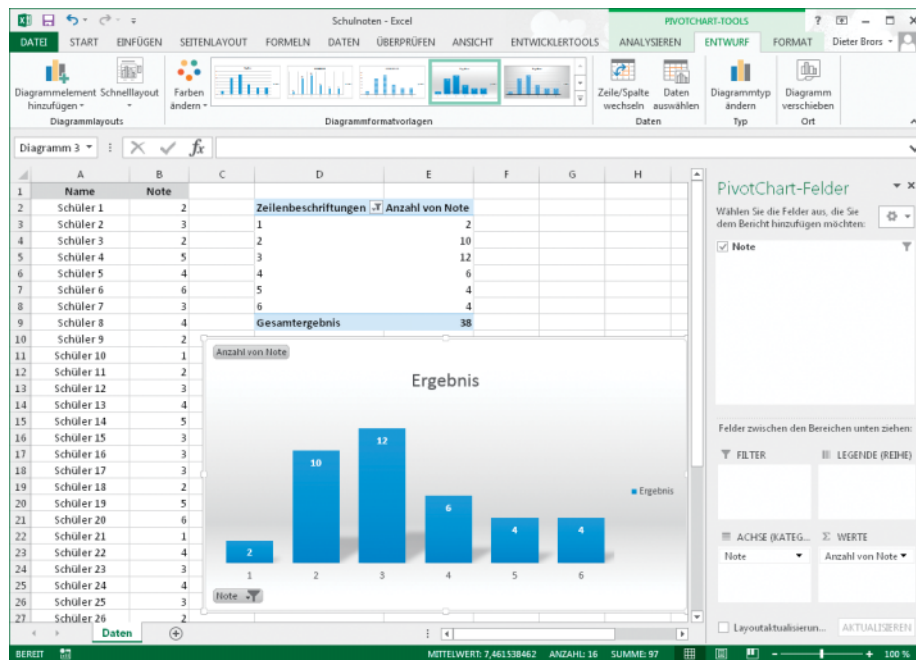 Schulnoten - Excel
PIVOTCHART-TOOLS
?
DATEI START EINFÜGEN SEITENLAYOUT FORMELN DATEN ÜBERPRÜFEN ANSICHT ENTWICKLERTOOLS ANALYSIEREN ENTWURF FORMAT Dieter Brors
Diagrammelement Schnelllayout Farben Zeile/Spalte Daten Diagrammtyp Diagramm
hinzufügen ändern wechseln auswählen ändern verschieben
Diagrammlayouts Diagrammformatvorlagen Daten Typ Ort
Diagramm 3 fx
A B C D E F G H
1 Name Note
2 Schüler 1 2 Zeilenbeschriftungen Anzahl von Note
3 Schüler 2 3 1 2
4 Schüler 3 2 2 10
5 Schüler 4 5 3 12
6 Schüler 5 4 4 6
7 Schüler 6 6 5 4
8 Schüler 7 3 6 4
9 Schüler 8 4 Gesamtergebnis 38
10 Schüler 9 2
11 Schüler 10 1
12 Schüler 11 2
13 Schüler 12 3
14 Schüler 13 4
15 Schüler 14 5
16 Schüler 15 3
17 Schüler 16 3
18 Schüler 17 3
19 Schüler 18 2
20 Schüler 19 5
21 Schüler 20 6
22 Schüler 21 1
23 Schüler 22 4
24 Schüler 23 3
25 Schüler 24 4
26 Schüler 25 3
27 Schüler 26 2
Anzahl von Note
Ergebnis
12
10
6
4 4
2
Ergebnis
1 2 3 4 5 6
Note
PivotChart-Felder
Wählen Sie die Felder aus, die Sie
dem Bericht hinzufügen möchten:
Note
Felder zwischen den Bereichen unten ziehen:
FILTER LEGENDE (REIHE)
ACHSE (KATEG... Σ WERTE
Note Anzahl von Note
Layoutaktualisierun... AKTUALISIEREN
Daten
BEREIT MITTELWERT: 7,461538462 ANZAHL: 16 SUMME: 97 - + 100 %